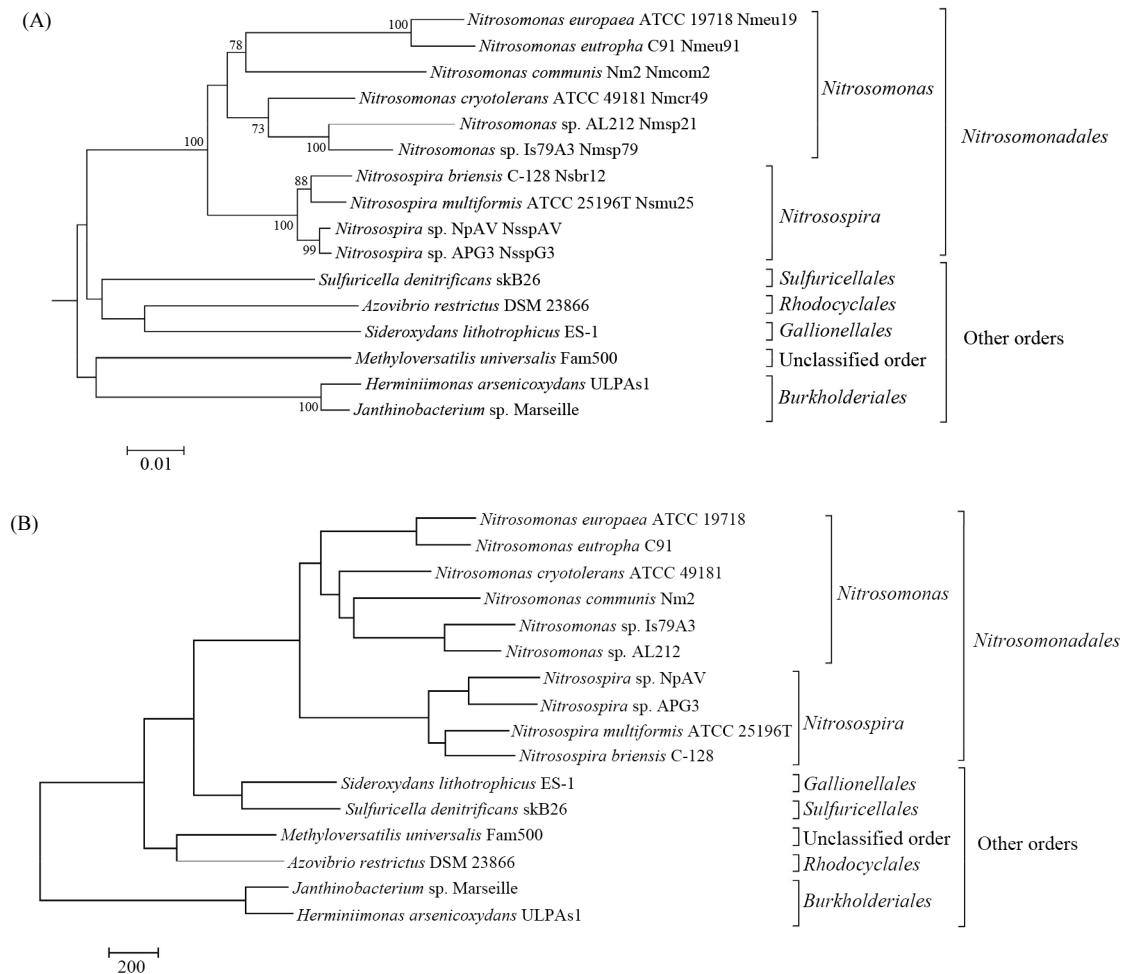 (A)
100
Nitrosomonas europaea ATCC 19718 Nmeu19
Nitrosomonas eutropha C91 Nmeu91
78
Nitrosomonas communis Nm2 Nmcom2
Nitrosomonas cryotolerans ATCC 49181 Nmcr49
73
Nitrosomonas sp. AL212 Nmsp21
100
Nitrosomonas sp. Is79A3 Nmsp79
100
88
Nitrosospira briensis C-128 Nsbr12
Nitrosospira multiformis ATCC 25196T Nsmu25
100
Nitrosospira sp. NpAV NsspAV
99
Nitrosospira sp. APG3 NsspG3
Sulfuricella denitrificans skB26
Azovibrio restrictus DSM 23866
Sideroxydans lithotrophicus ES-1
Methyloversatilis universalis Fam500
Herminiimonas arsenicoxydans ULPAs1
100
Janthinobacterium sp. Marseille
Nitrosomonas
Nitrosospira
Sulfuricellales
Rhodocyclales
Gallionellales
Unclassified order
Burkholderiales
Nitrosomonadales
Other orders
0.01
(B)
Nitrosomonas europaea ATCC 19718
Nitrosomonas eutropha C91
Nitrosomonas cryotolerans ATCC 49181
Nitrosomonas communis Nm2
Nitrosomonas sp. Is79A3
Nitrosomonas sp. AL212
Nitrosospira sp. NpAV
Nitrosospira sp. APG3
Nitrosospira multiformis ATCC 25196T
Nitrosospira briensis C-128
Sideroxydans lithotrophicus ES-1
Sulfuricella denitrificans skB26
Methyloversatilis universalis Fam500
Azovibrio restrictus DSM 23866
Janthinobacterium sp. Marseille
Herminiimonas arsenicoxydans ULPAs1
Nitrosomonas
Nitrosospira
Gallionellales
Sulfuricellales
Unclassified order
Rhodocyclales
Burkholderiales
Nitrosomonadales
Other orders
200